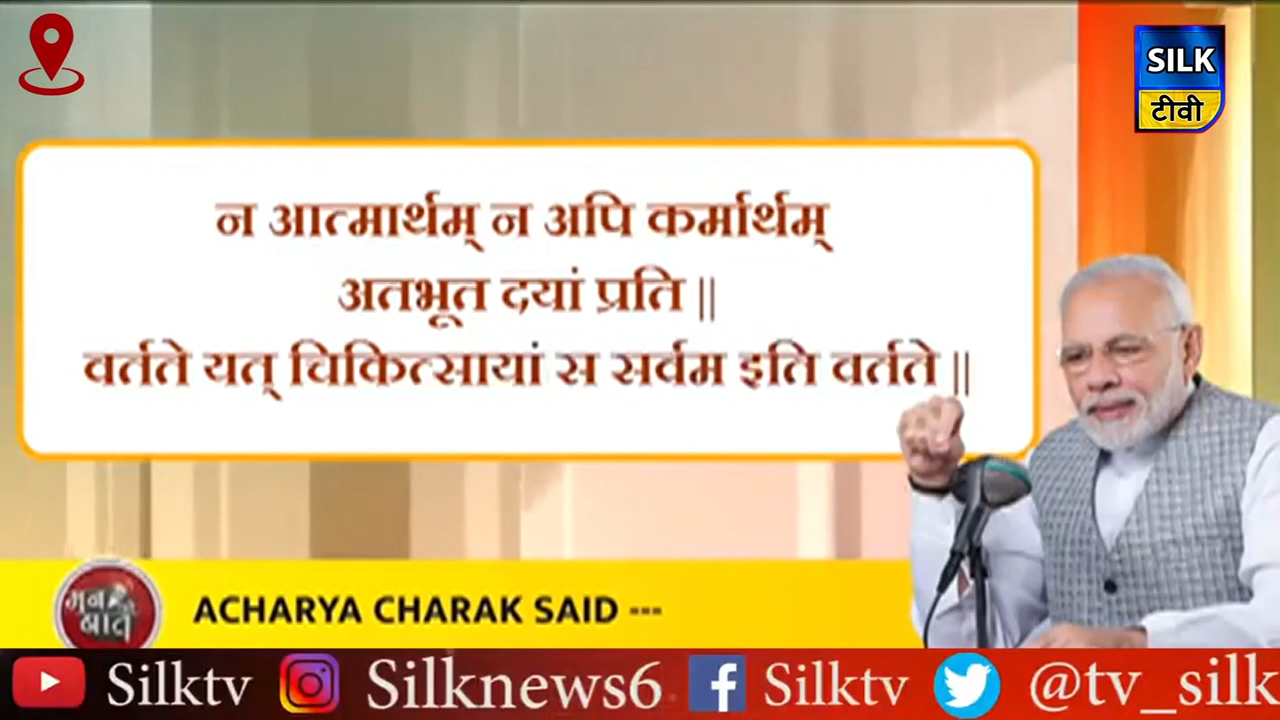 SILK
टीवी
न आत्मार्थम् न अपि कर्मार्थम्
अतभूत दयां प्रति ||
वर्तते यत् चिकित्सायां स सर्वम इति वर्तते ||
मन
बात
ACHARYA CHARAK SAID ---
Silktv Silknews6 Silktv @tv_silk